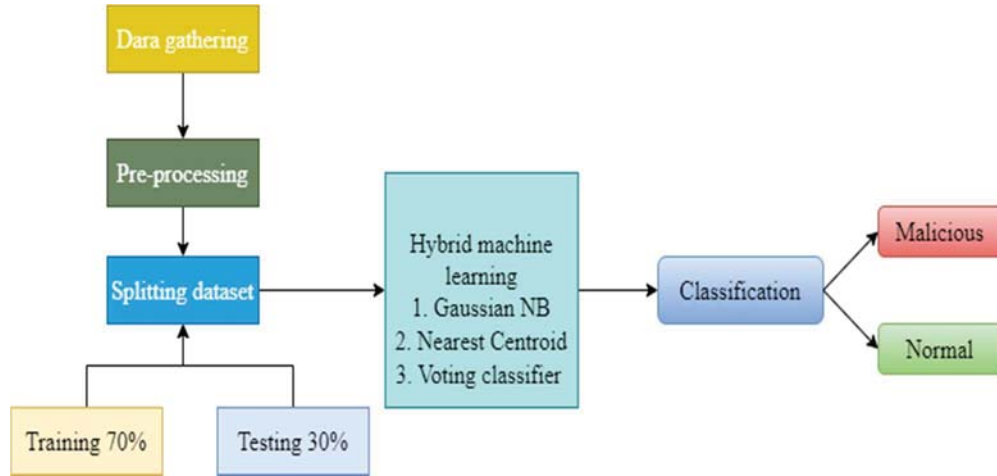 Dara gathering
Pre-processing
Splitting dataset
Training 70%
Testing 30%
Hybrid machine
learning
1. Gaussian NB
2. Nearest Centroid
3. Voting classifier
Classification
Malicious
Normal